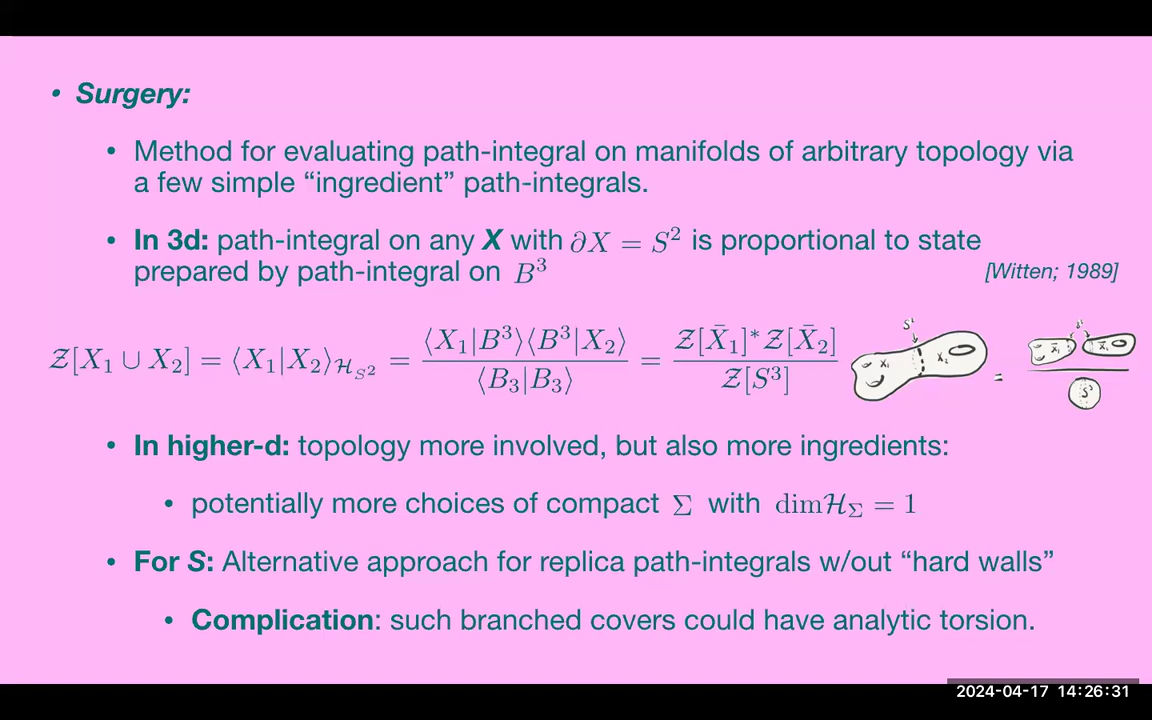 • Surgery:
• Method for evaluating path-integral on manifolds of arbitrary topology via
a few simple “ingredient” path-integrals.
• In 3d: path-integral on any X with ∂X = S² is proportional to state
prepared by path-integral on B³
[Witten; 1989]
𝒵[X₁ ∪ X₂] = ⟨X₁|X₂⟩_{ℋ_{S²}} = ⟨X₁|B³⟩⟨B³|X₂⟩ / ⟨B₃|B₃⟩ = 𝒵[X̄₁]*𝒵[X̄₂] / 𝒵[S³]
S² X₁ X₂ = S³
• In higher-d: topology more involved, but also more ingredients:
• potentially more choices of compact Σ with dimℋ_Σ = 1
• For S: Alternative approach for replica path-integrals w/out “hard walls”
• Complication: such branched covers could have analytic torsion.
2024-04-17 14:26:31